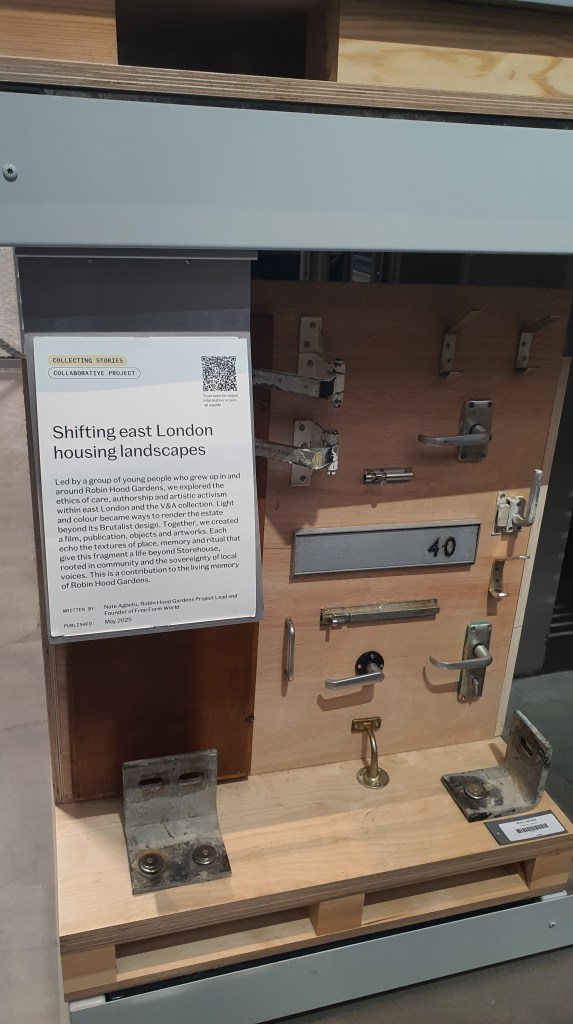 COLLECTING STORIES
COLLABORATIVE PROJECT
Shifting east London
housing landscapes
Led by a group of young people who grew up in and
around Robin Hood Gardens, we explored the
ethics of care, authorship and artistic activism
within east London and the V&A collection. Light
and colour became ways to render the estate
beyond its Brutalist design. Together, we created
a film, publication, objects and artworks. Each
echo the textures of place, memory and ritual that
give this fragment a life beyond Storehouse,
rooted in community and the sovereignty of local
voices. This is a contribution to the living memory
of Robin Hood Gardens.
WRITTEN BY: Nate Agbetu, Robin Hood Gardens Project Lead and
Founder of Free Form World
PUBLISHED: May 2025
40